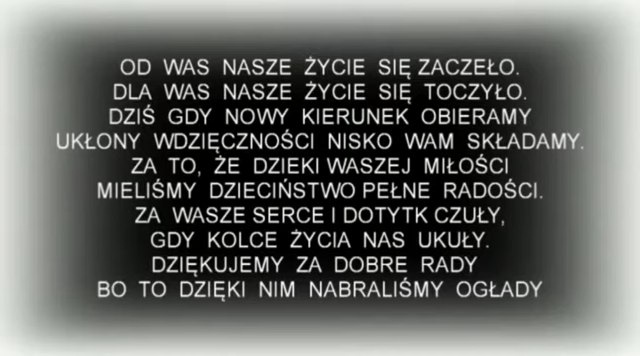 OD WAS NASZE ŻYCIE SIĘ ZACZEŁO.
DLA WAS NASZE ŻYCIE SIĘ TOCZYŁO.
DZIŚ GDY NOWY KIERUNEK OBIERAMY
UKŁONY WDZIĘCZNOŚCI NISKO WAM SKŁADAMY.
ZA TO, ŻE DZIEKI WASZEJ MIŁOŚCI
MIELIŚMY DZIECIŃSTWO PEŁNE RADOŚCI.
ZA WASZE SERCE I DOTYTK CZUŁY,
GDY KOLCE ŻYCIA NAS UKUŁY.
DZIĘKUJEMY ZA DOBRE RADY
BO TO DZIĘKI NIM NABRALIŚMY OGŁADY